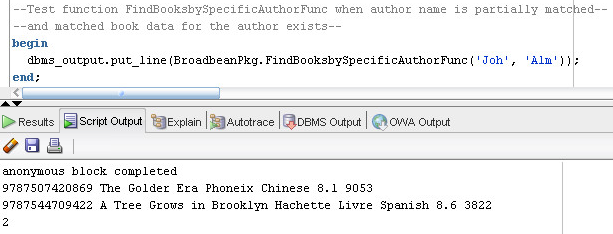 --Test function FindBooksbySpecificAuthorFunc when author name is partially matched--
--and matched book data for the author exists--
begin
dbms_output.put_line(BroadbeanPkg.FindBooksbySpecificAuthorFunc('Joh', 'Alm'));
end;
Results Script Output Explain Autotrace DBMS Output OWA Output
anonymous block completed
9787507420869 The Golder Era Phoneix Chinese 8.1 9053
9787544709422 A Tree Grows in Brooklyn Hachette Livre Spanish 8.6 3822
2